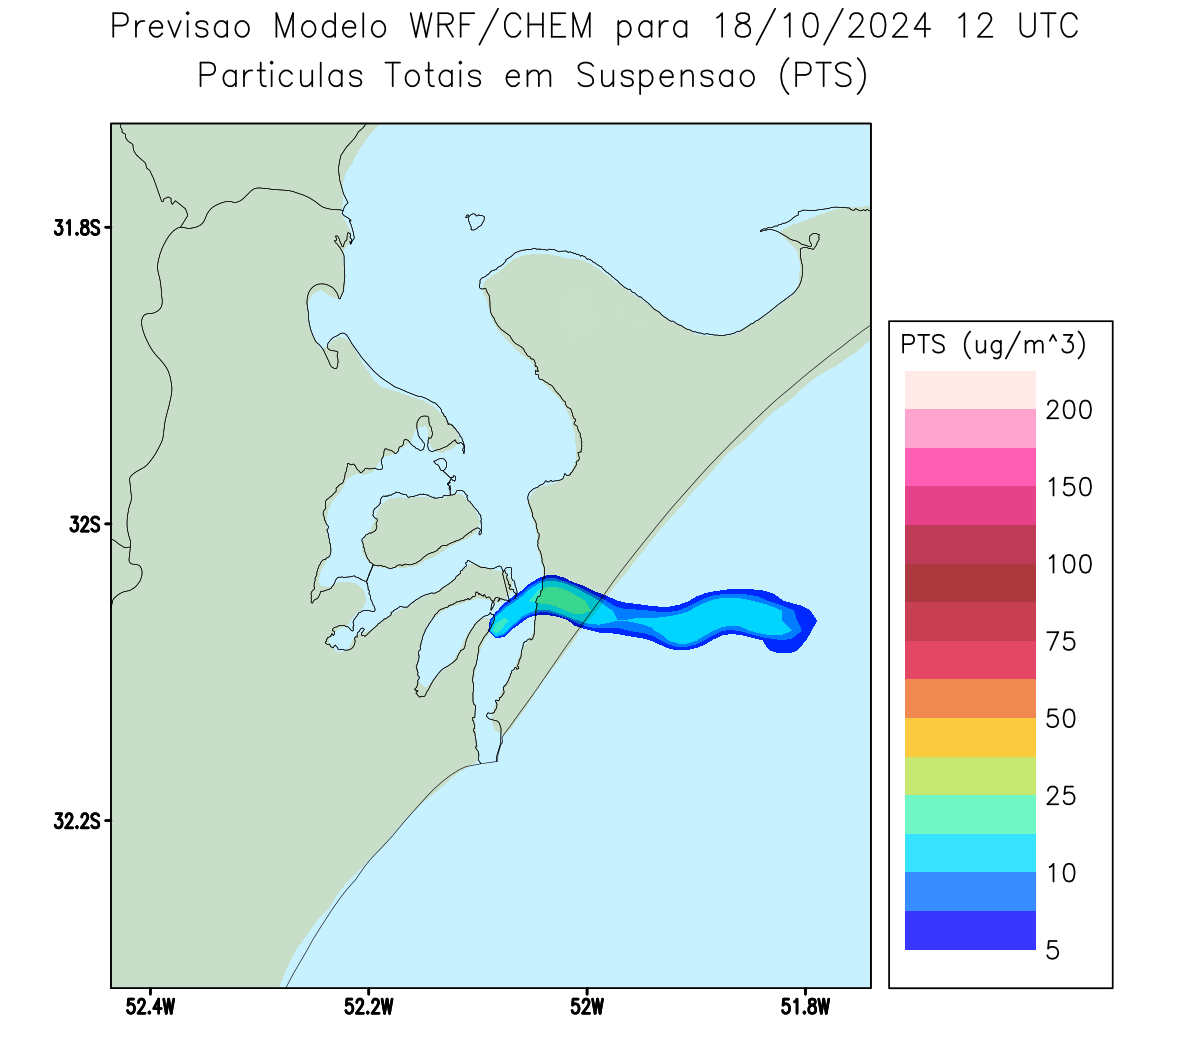 Previsao Modelo WRF/CHEM para 18/10/2024 12 UTC
Particulas Totais em Suspensao (PTS)
31.8S
32S
32.2S
52.4W
52.2W
52W
51.8W
PTS (ug/m^3)
200
150
100
75
50
25
10
5